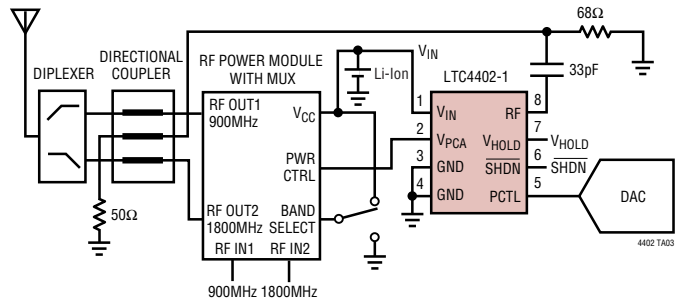 68Ω
DIPLEXER
DIRECTIONAL
COUPLER
RF POWER MODULE
WITH MUX
VIN
Li-Ion
LTC4402-1
33pF
RF OUT1
900MHz
VCC
1
VIN
RF
8
2
VPCA
VHOLD
7
VHOLD
PWR
CTRL
3
GND
SHDN
6
SHDN
4
GND
PCTL
5
DAC
50Ω
RF OUT2
1800MHz
BAND
SELECT
RF IN1
RF IN2
900MHz
1800MHz
4402 TA03